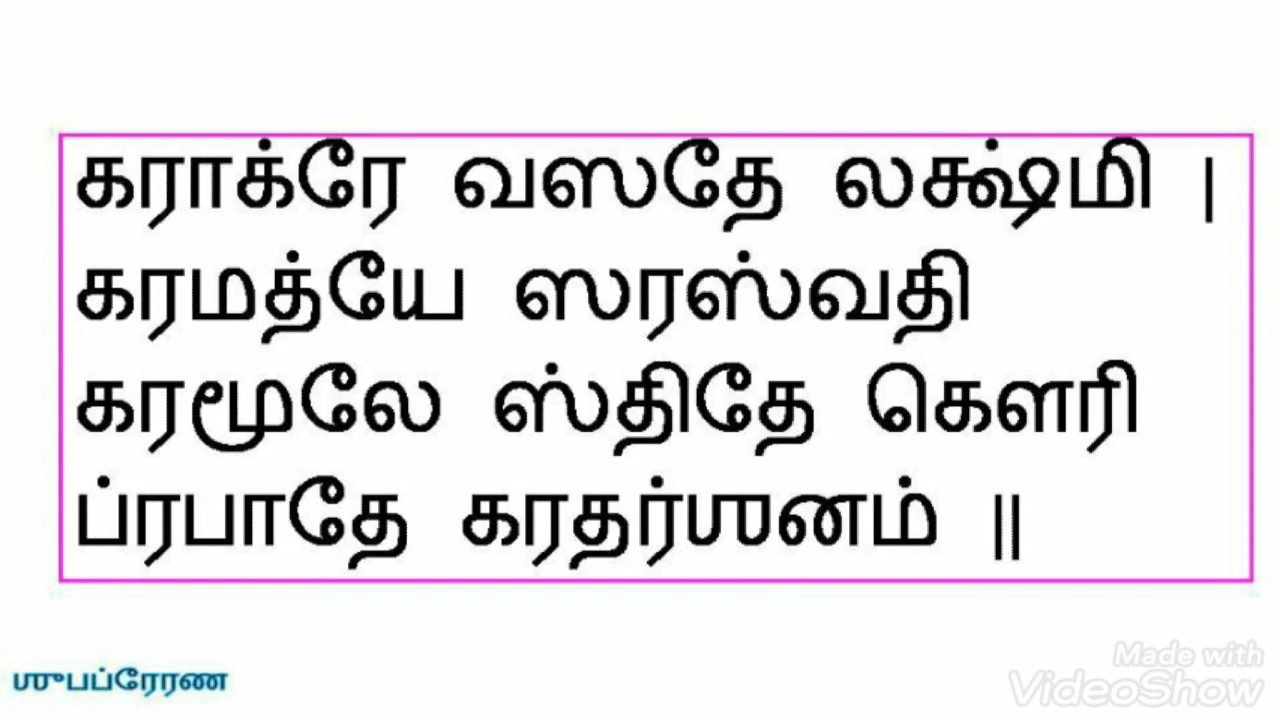 கராக்ரே வஸதே லக்ஷ்மி |
கரமத்யே ஸரஸ்வதி
கரமூலே ஸ்திதே கௌரி
ப்ரபாதே கரதர்ஶனம் ||
ஶுபப்ரேரண
Made with
VideoShow